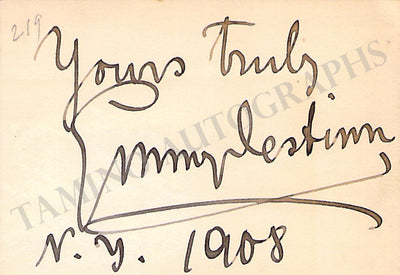 219
Yours truly
Emmy Destinn
N.Y. 1908
TAMINO AUTOGRAPHS